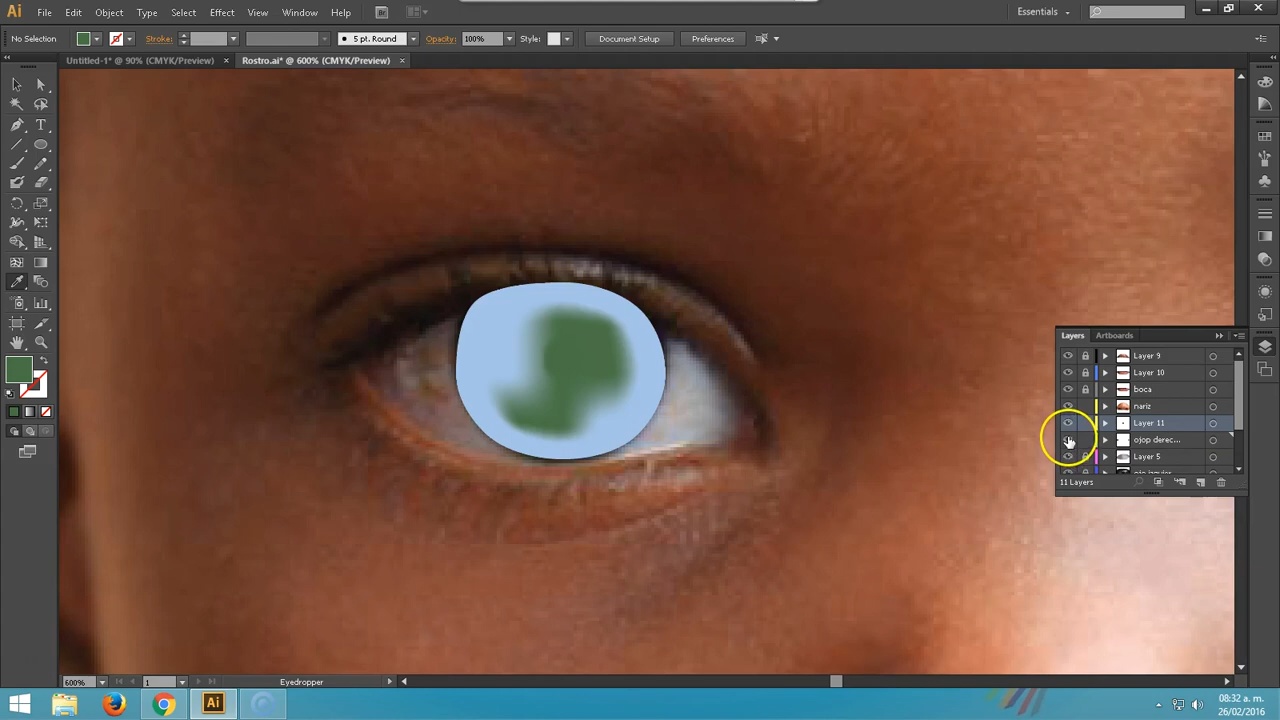 Ai File Edit Object Type Select Effect View Window Help Br Essentials
No Selection Stroke: 5 pt. Round Opacity: 100% Style: Document Setup Preferences
Untitled-1* @ 90% (CMYK/Preview) × Rostro.ai* @ 600% (CMYK/Preview) ×
Layers Artboards
Layer 9
Layer 10
boca
nariz
Layer 11
ojop derec...
Layer 5
11 Layers
600% 1 Eyedropper
Ai
08:32 a. m.
26/02/2016